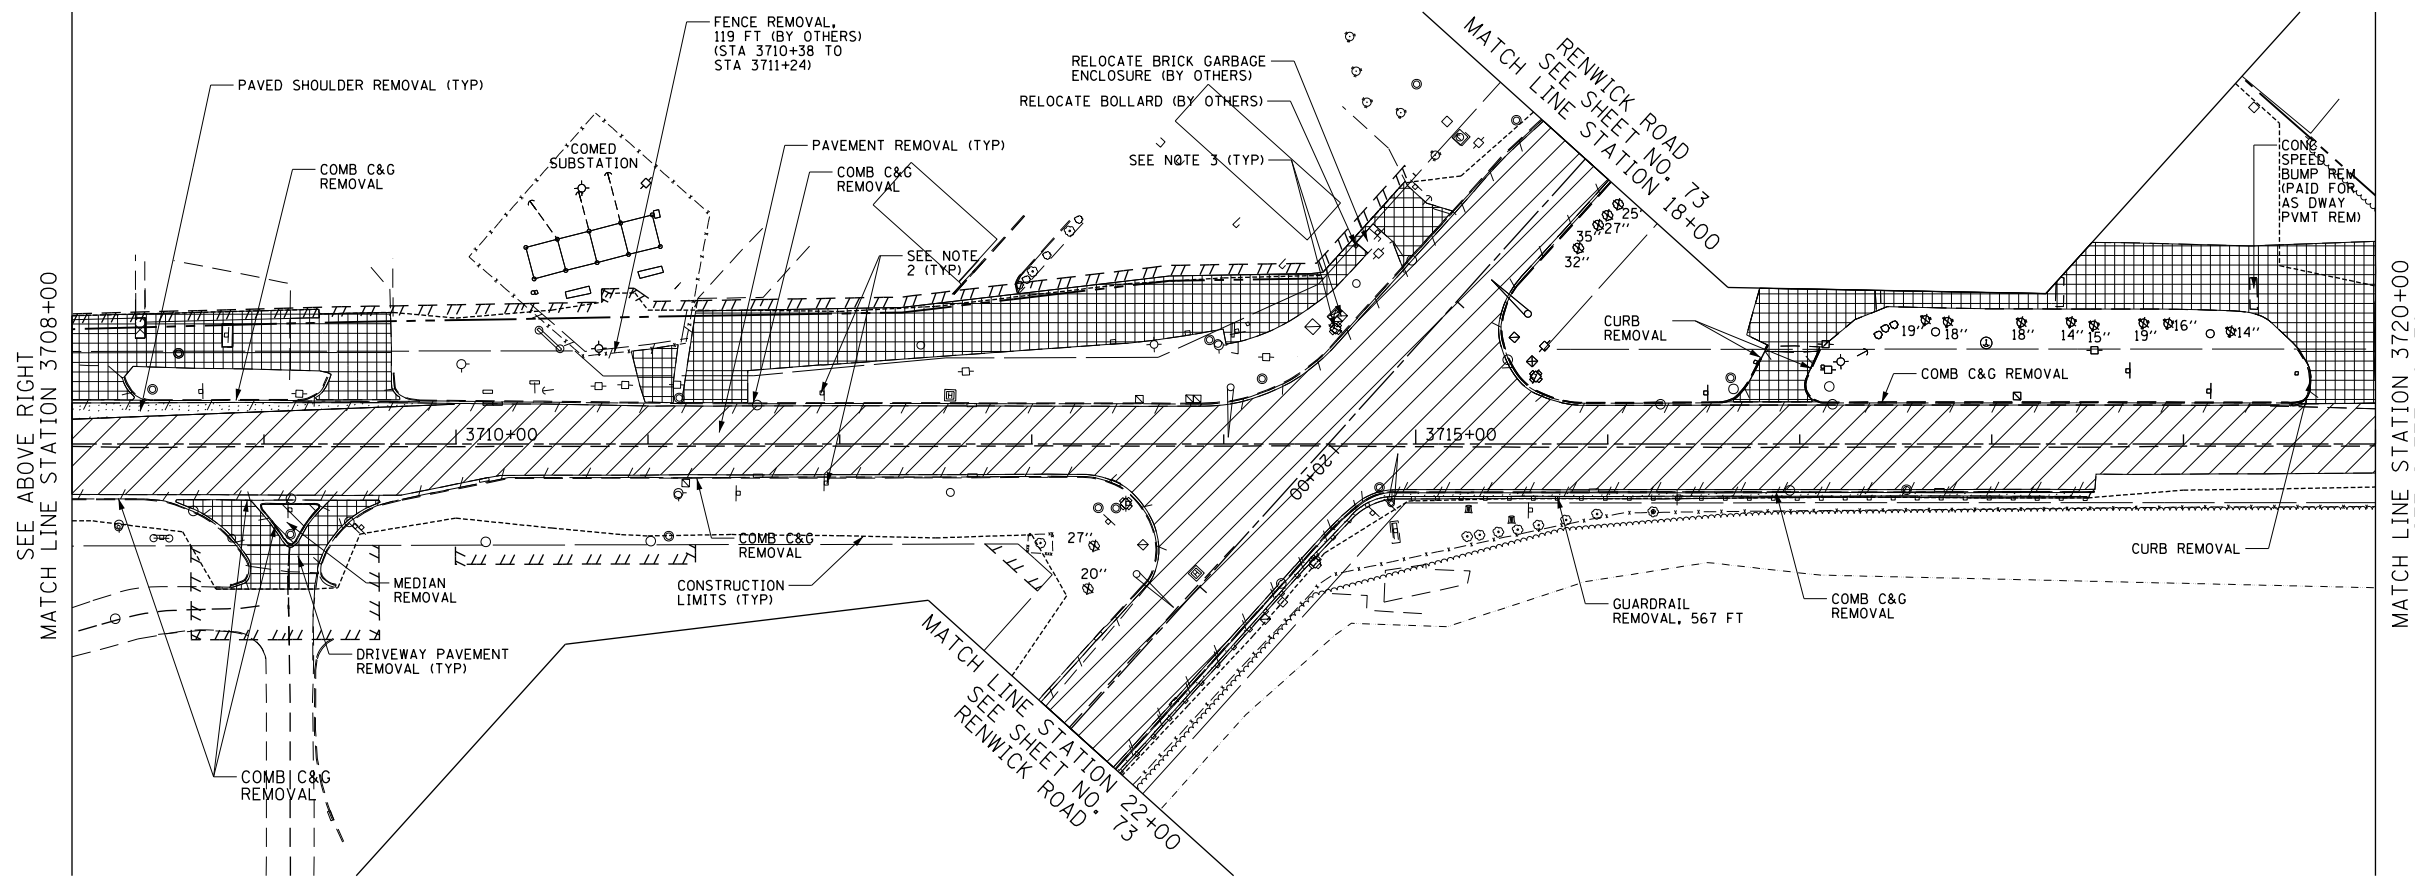 FENCE REMOVAL,
119 FT (BY OTHERS)
(STA 3710+38 TO
STA 3711+24)
PAVED SHOULDER REMOVAL (TYP)
COMB C&G
REMOVAL
COMED
SUBSTATION
PAVEMENT REMOVAL (TYP)
COMB C&G
REMOVAL
SEE NOTE
2 (TYP)
RELOCATE BRICK GARBAGE
ENCLOSURE (BY OTHERS)
RELOCATE BOLLARD (BY OTHERS)
SEE NOTE 3 (TYP)
RENWICK ROAD
SEE SHEET NO. 73
MATCH LINE STATION 18+00
25"
27"
35"
32"
CONC
SPEED
BUMP REM
(PAID FOR
AS DWAY
PVMT REM)
CURB
REMOVAL
19"
18"
18"
14"
15"
19"
16"
14"
COMB C&G REMOVAL
SEE ABOVE RIGHT
MATCH LINE STATION 3708+00
3710+00
3715+00
20+00
MATCH LINE STATION 3720+00
COMB C&G
REMOVAL
27"
20"
MEDIAN
REMOVAL
CONSTRUCTION
LIMITS (TYP)
CURB REMOVAL
GUARDRAIL
REMOVAL, 567 FT
COMB C&G
REMOVAL
DRIVEWAY PAVEMENT
REMOVAL (TYP)
COMB C&G
REMOVAL
MATCH LINE STATION 22+00
SEE SHEET NO. 73
RENWICK ROAD